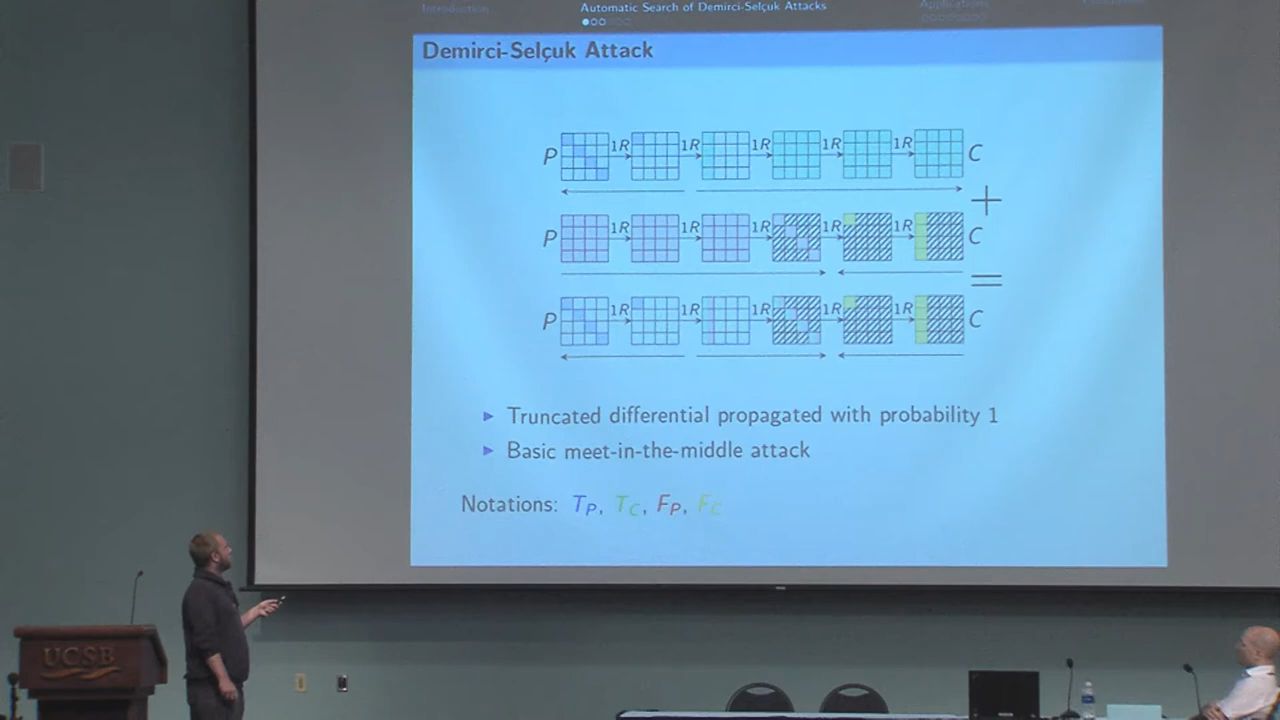 Introduction Automatic Search of Demirci-Selçuk Attacks Applications
Demirci-Selçuk Attack
P 1R 1R 1R 1R 1R C
+
P 1R 1R 1R 1R 1R C
=
P 1R 1R 1R 1R 1R C
► Truncated differential propagated with probability 1
► Basic meet-in-the-middle attack
Notations: T_P, T_C, F_P, F_C
UCSB